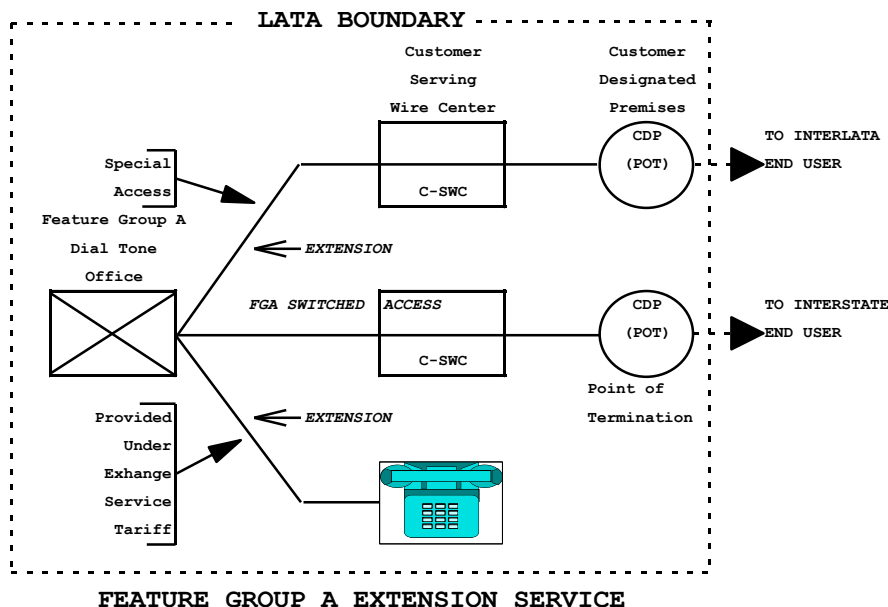 LATA BOUNDARY
Customer
Serving
Wire Center
Customer
Designated
Premises
CDP
(POT)
TO INTERLATA
END USER
Special
Access
C-SWC
Feature Group A
Dial Tone
Office
EXTENSION
FGA SWITCHED ACCESS
CDP
(POT)
TO INTERSTATE
END USER
C-SWC
Point of
Termination
EXTENSION
Provided
Under
Exhange
Service
Tariff
FEATURE GROUP A EXTENSION SERVICE